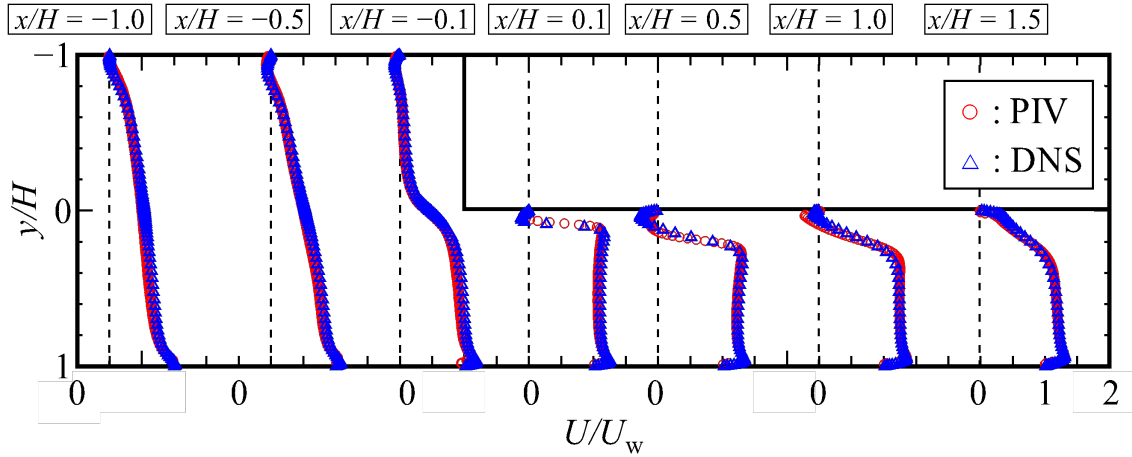 x/H = −1.0 x/H = −0.5 x/H = −0.1 x/H = 0.1 x/H = 0.5 x/H = 1.0 x/H = 1.5
−1
: PIV
: DNS
y/H
0
1
0 0 0 0 0 0 0 1 2
U/Uw